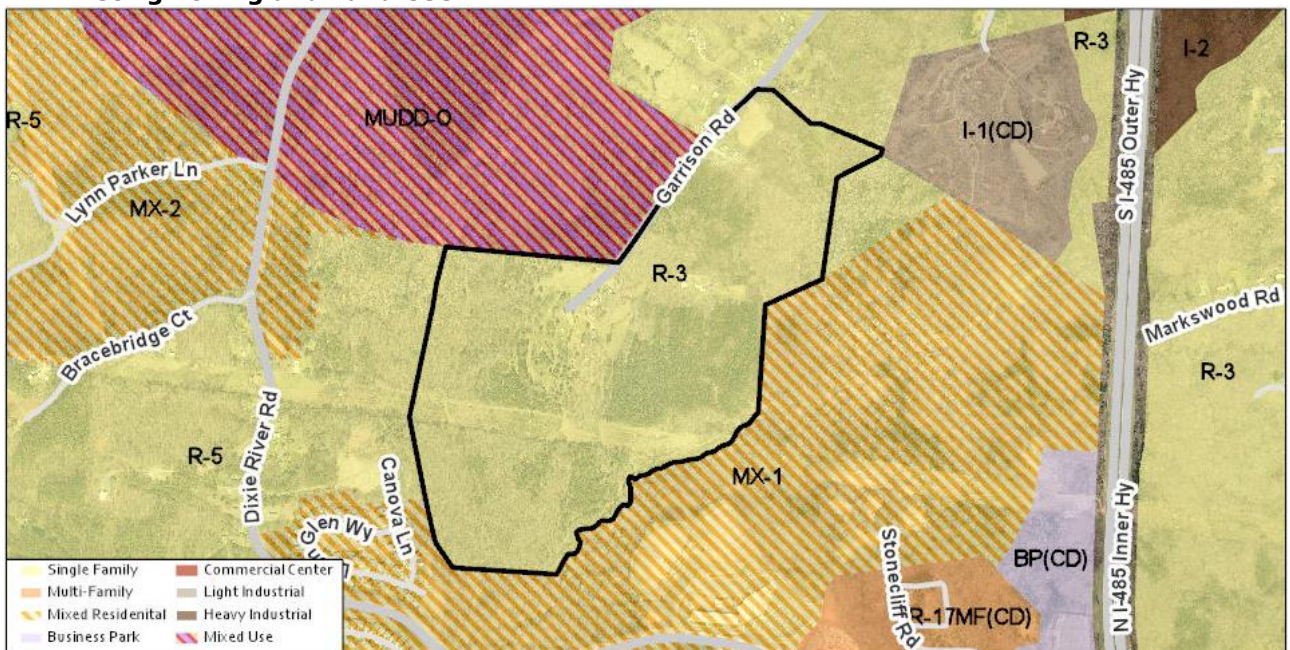 R-5
MUDD-O
Lynn Parker Ln
MX-2
Bracebridge Ct
Garrison Rd
R-3
I-1(CD)
R-3
I-2
S I-485 Outer Hy
Markswood Rd
R-3
R-5
Dixie River Rd
Canova Ln
Glen Wy
MX-1
Stonecliff Rd
R-17MF(CD)
BP(CD)
N I-485 Inner Hy
Single Family
Multi-Family
Mixed Residenital
Business Park
Commercial Center
Light Industrial
Heavy Industrial
Mixed Use